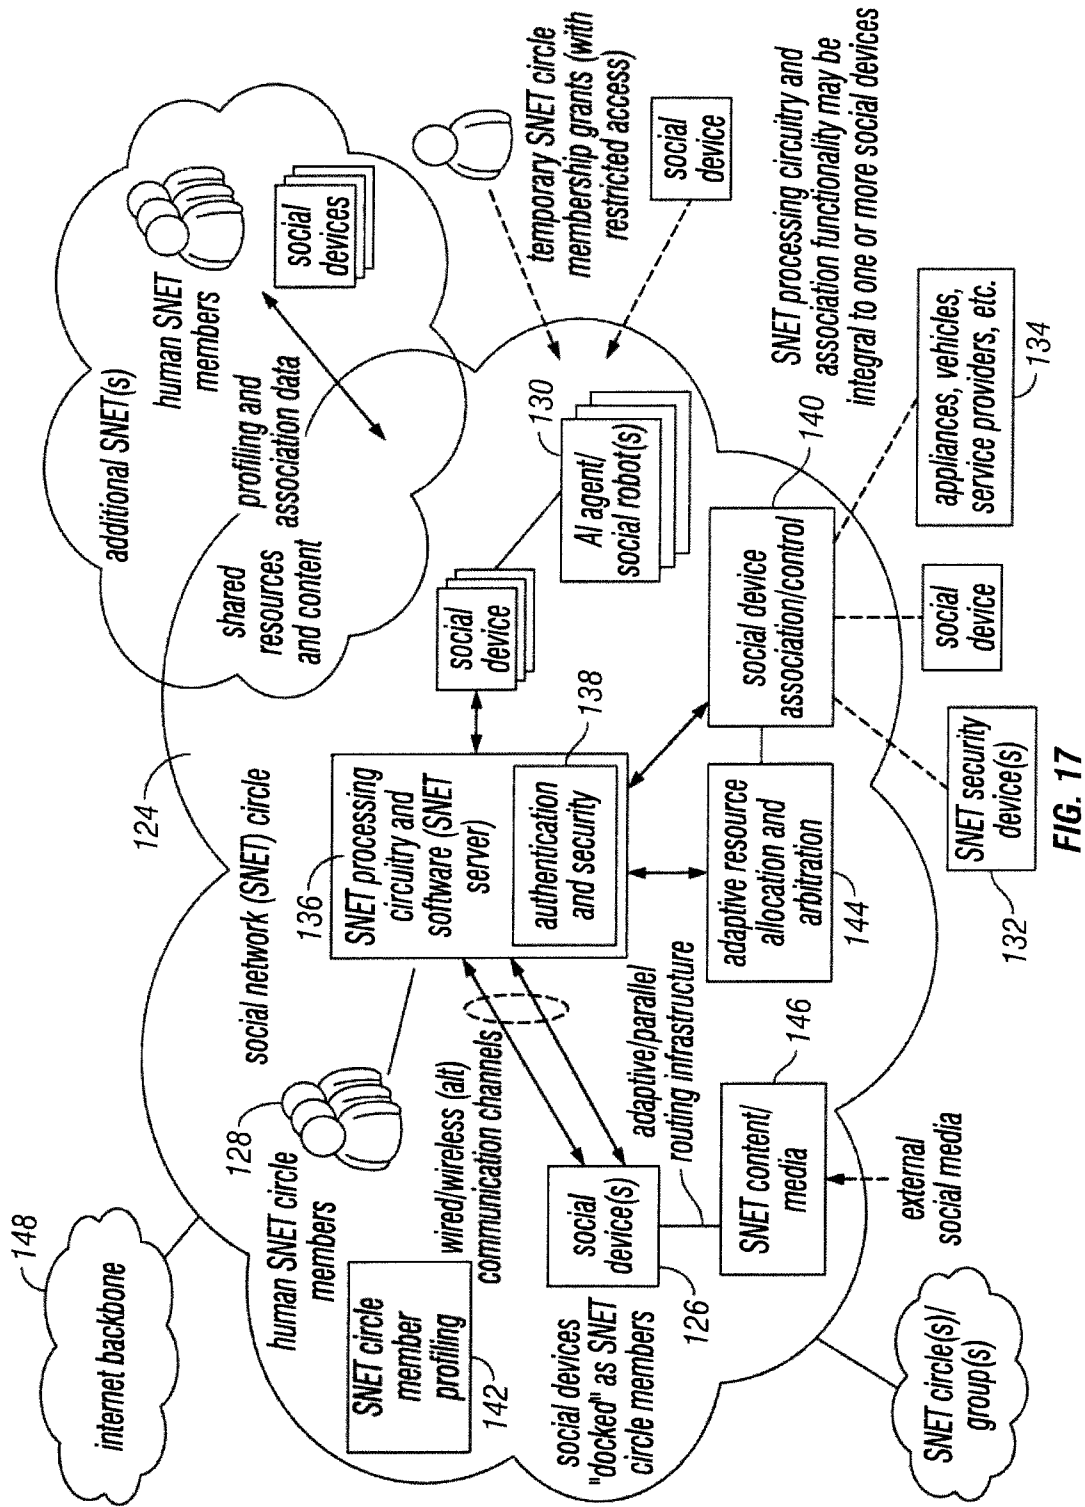 148
internet backbone
124
social network (SNET) circle
additional SNET(s)
human SNET
members
social
devices
profiling and
association data
shared
resources
and content
128
human SNET circle
members
136
SNET processing
circuitry and
software (SNET
server)
138
authentication
and security
social
device
130
AI agent/
social robot(s)
temporary SNET circle
membership grants (with
restricted access)
social
device
SNET circle
member
profiling
142
wired/wireless (alt)
communication channels
social devices
"docked" as SNET
circle members
social
device(s)
126
adaptive/parallel
routing infrastructure
adaptive resource
allocation and
arbitration
144
social device
association/control
140
SNET processing circuitry and
association functionality may be
integral to one or more social devices
SNET content/
media
146
external
social media
SNET circle(s)/
group(s)
132
SNET security
device(s)
social
device
appliances, vehicles,
service providers, etc.
134
FIG. 17